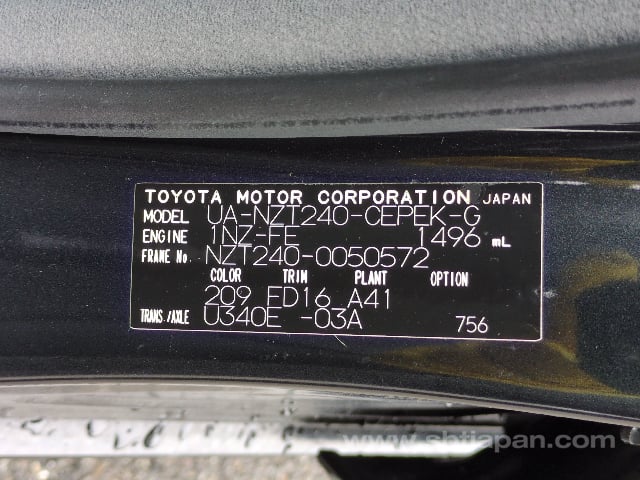 TOYOTA MOTOR CORPORATION JAPAN
MODEL UA-NZT240-CEPEK-G
ENGINE 1NZ-FE 1496 mL
FRAME No. NZT240-0050572
COLOR TRIM PLANT OPTION
209 FD16 A41
TRANS./AXLE U340E -03A 756
www.sbtjapan.com